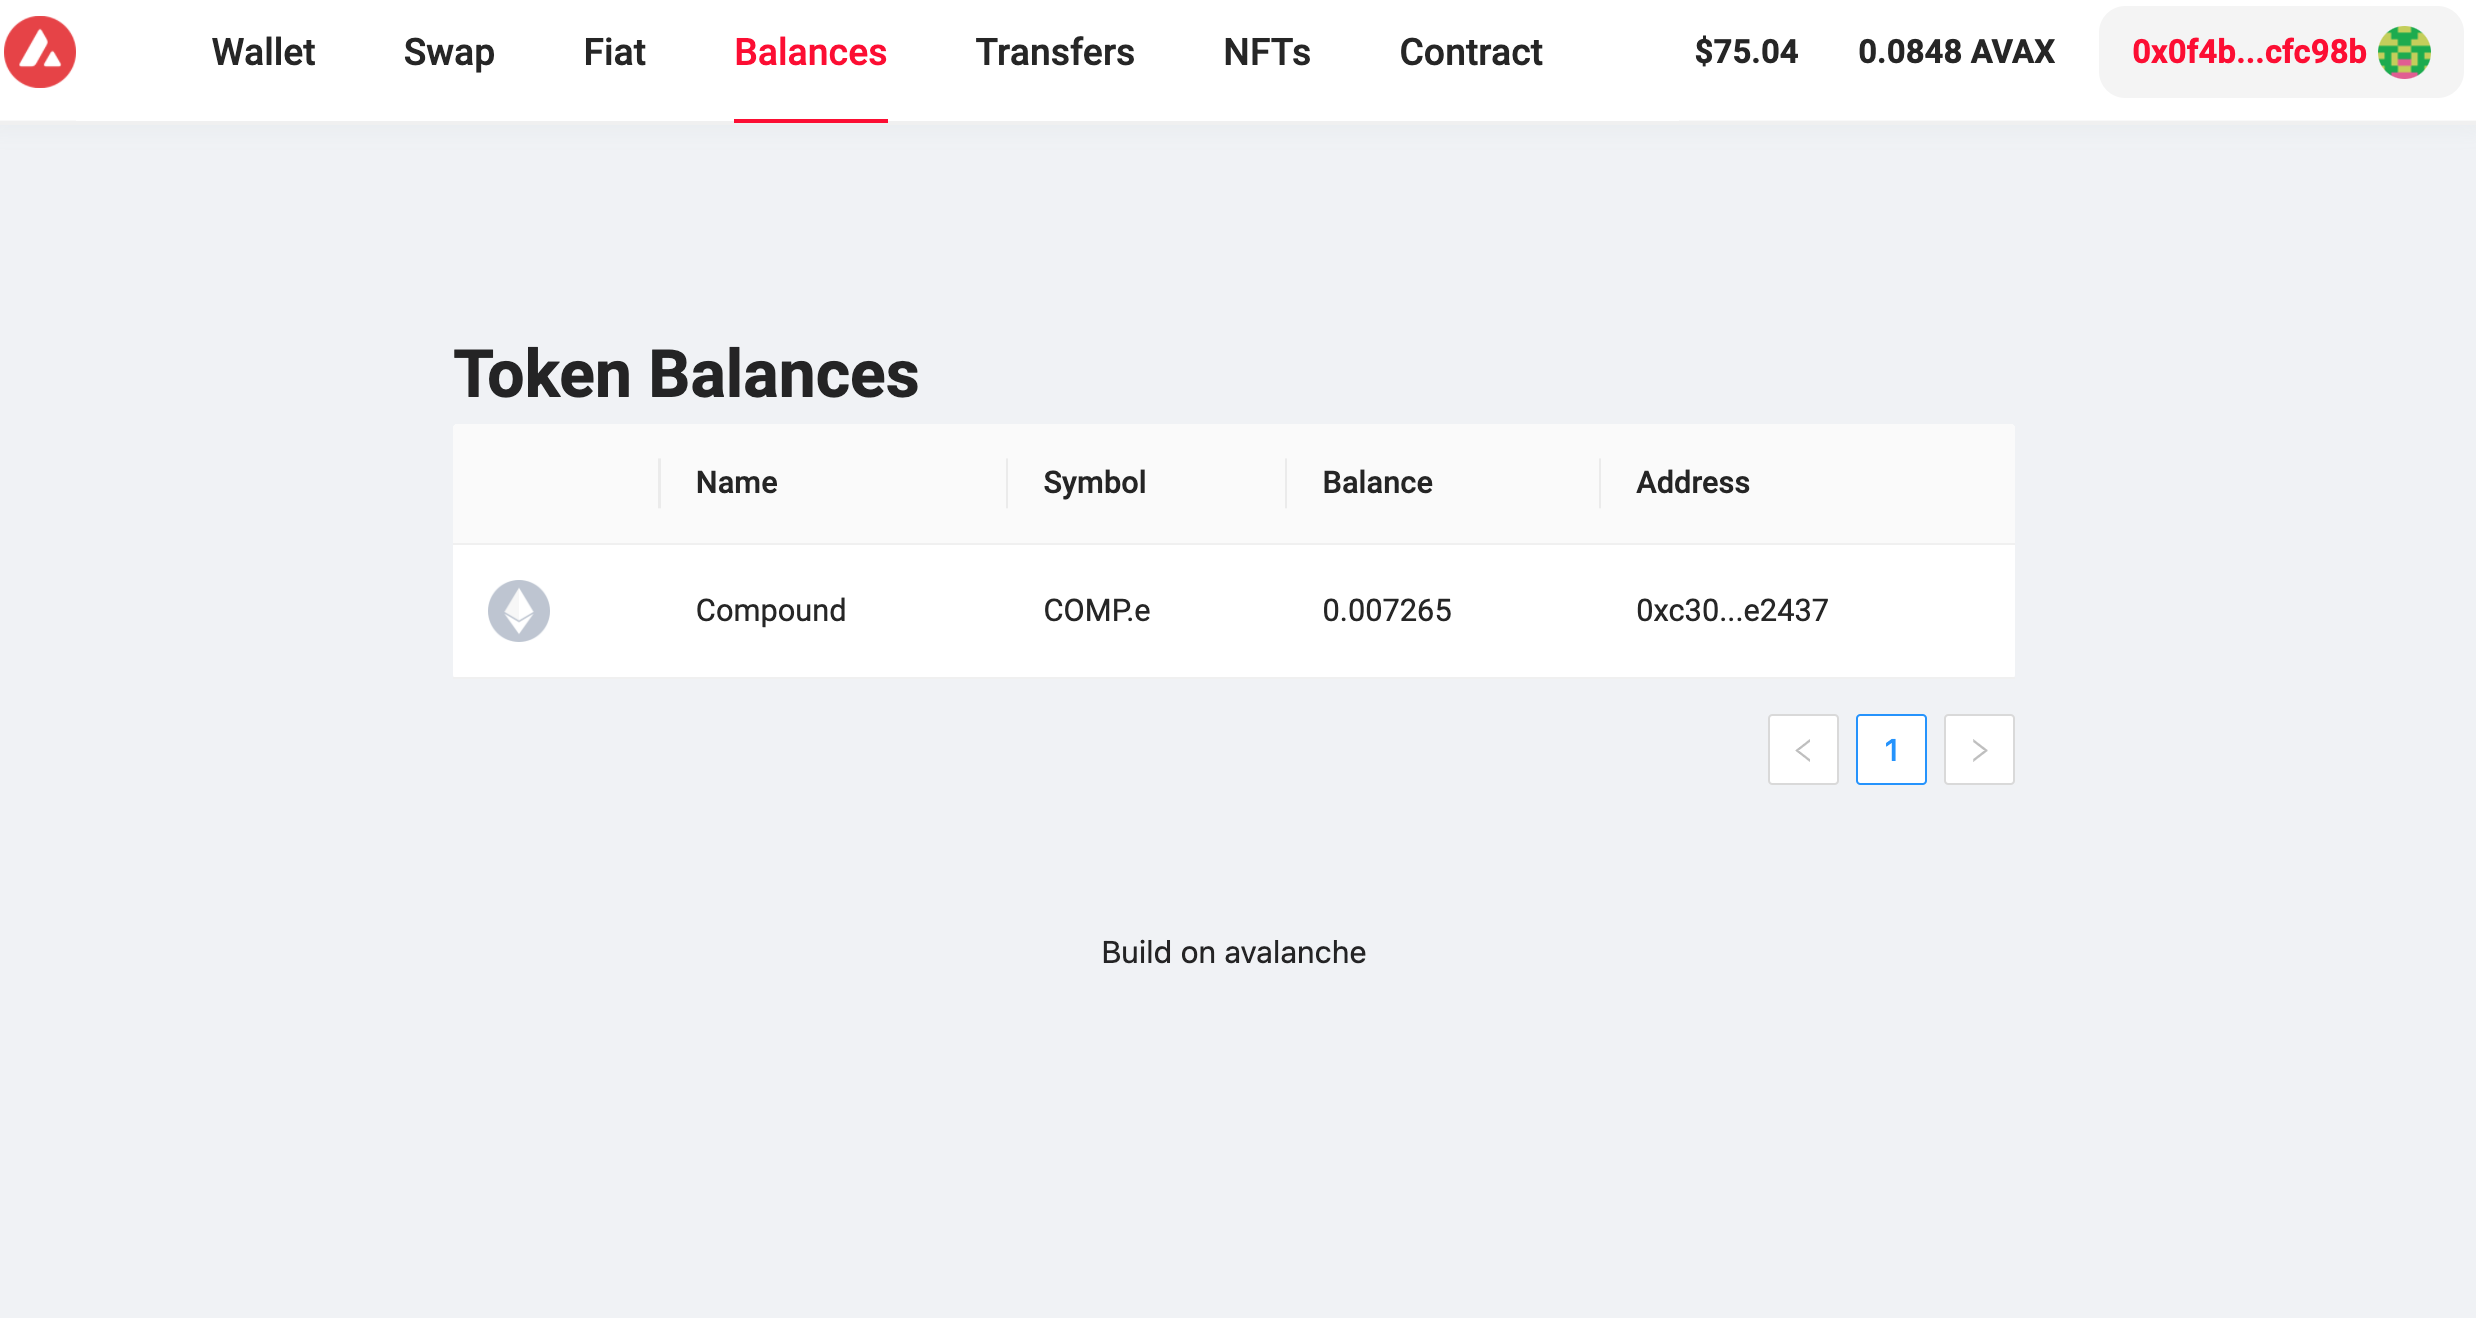 Wallet Swap Fiat Balances Transfers NFTs Contract $75.04 0.0848 AVAX 0x0f4b...cfc98b
Token Balances
Name Symbol Balance Address
Compound COMP.e 0.007265 0xc30...e2437
< 1 >
Build on avalanche